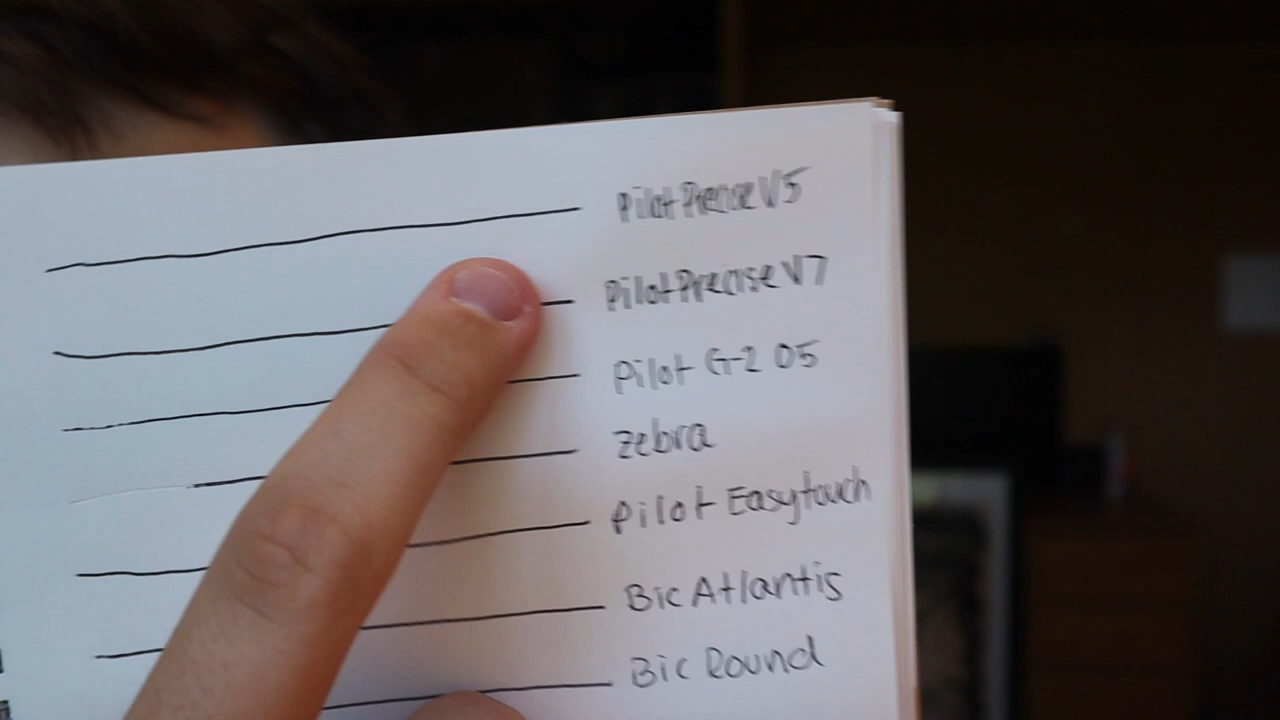 Pilot Precise V5
Pilot Precise V7
Pilot G-2 05
Zebra
Pilot Easytouch
Bic Atlantis
Bic Round